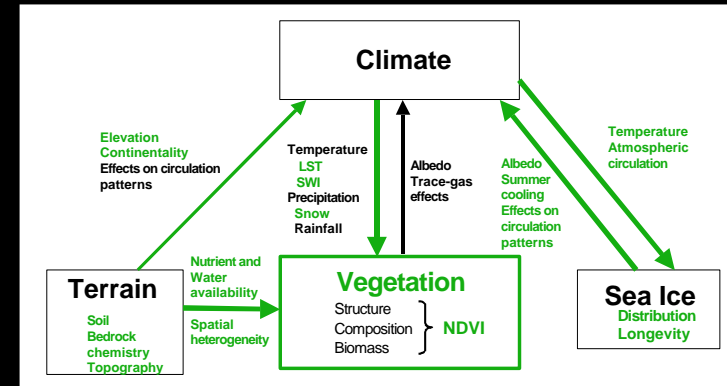 Climate
Elevation
Continentality
Effects on circulation
patterns
Temperature
LST
SWI
Precipitation
Snow
Rainfall
Albedo
Trace-gas
effects
Albedo
Summer
cooling
Effects on
circulation
patterns
Temperature
Atmospheric
circulation
Terrain
Soil
Bedrock
chemistry
Topography
Nutrient and
Water
availability
Spatial
heterogeneity
Vegetation
Structure
Composition
Biomass
NDVI
Sea Ice
Distribution
Longevity